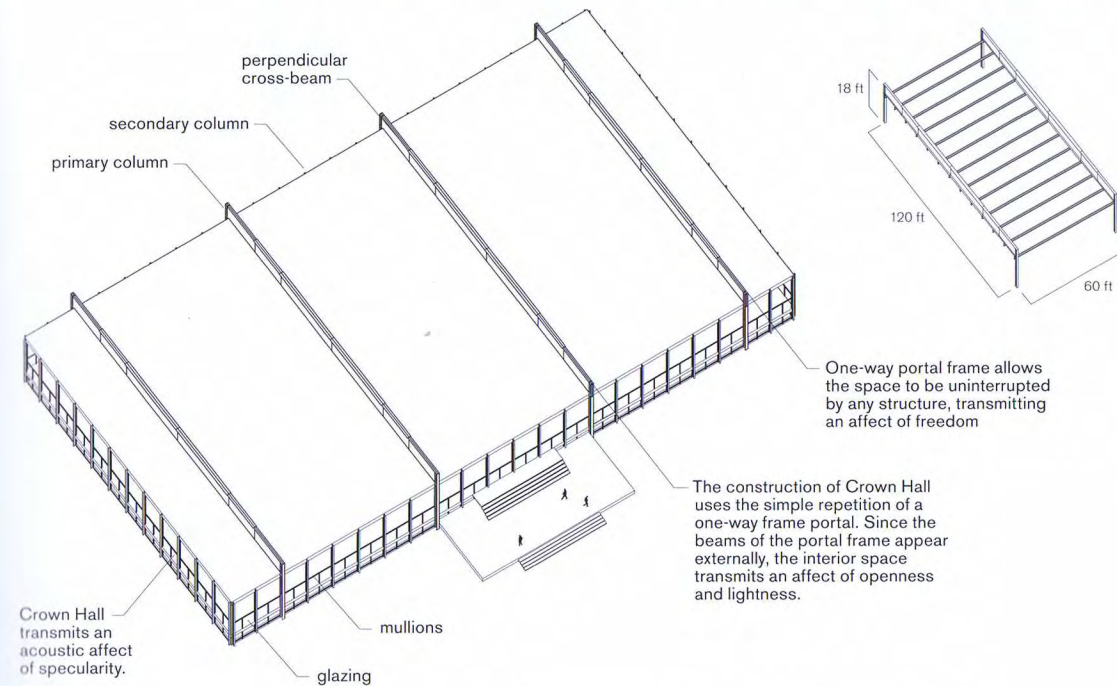 perpendicular
cross-beam
secondary column
primary column
18 ft
120 ft
60 ft
One-way portal frame allows
the space to be uninterrupted
by any structure, transmitting
an affect of freedom
The construction of Crown Hall
uses the simple repetition of a
one-way frame portal. Since the
beams of the portal frame appear
externally, the interior space
transmits an affect of openness
and lightness.
Crown Hall
transmits an
acoustic affect
of specularity.
mullions
glazing